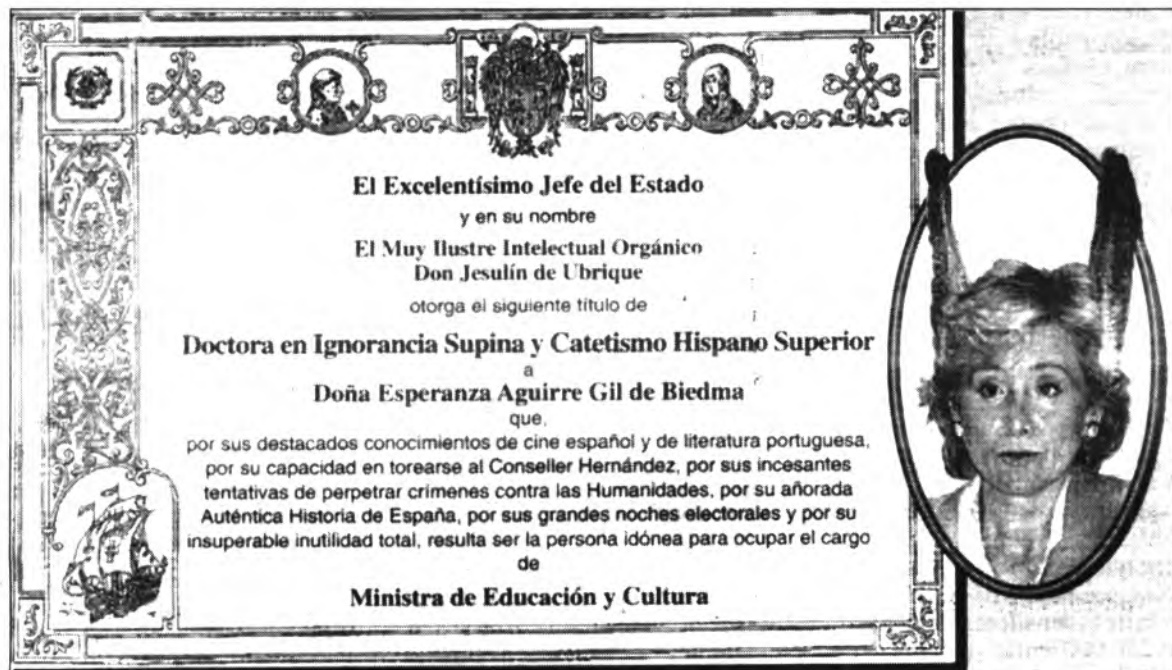 El Excelentísimo Jefe del Estado
y en su nombre
El Muy Ilustre Intelectual Orgánico
Don Jesulín de Ubrique
otorga el siguiente título de
Doctora en Ignorancia Supina y Catetismo Hispano Superior
a
Doña Esperanza Aguirre Gil de Biedma
que,
por sus destacados conocimientos de cine español y de literatura portuguesa,
por su capacidad en torearse al Conseller Hernández, por sus incesantes
tentativas de perpetrar crímenes contra las Humanidades, por su añorada
Auténtica Historia de España, por sus grandes noches electorales y por su
insuperable inutilidad total, resulta ser la persona idónea para ocupar el cargo
de
Ministra de Educación y Cultura